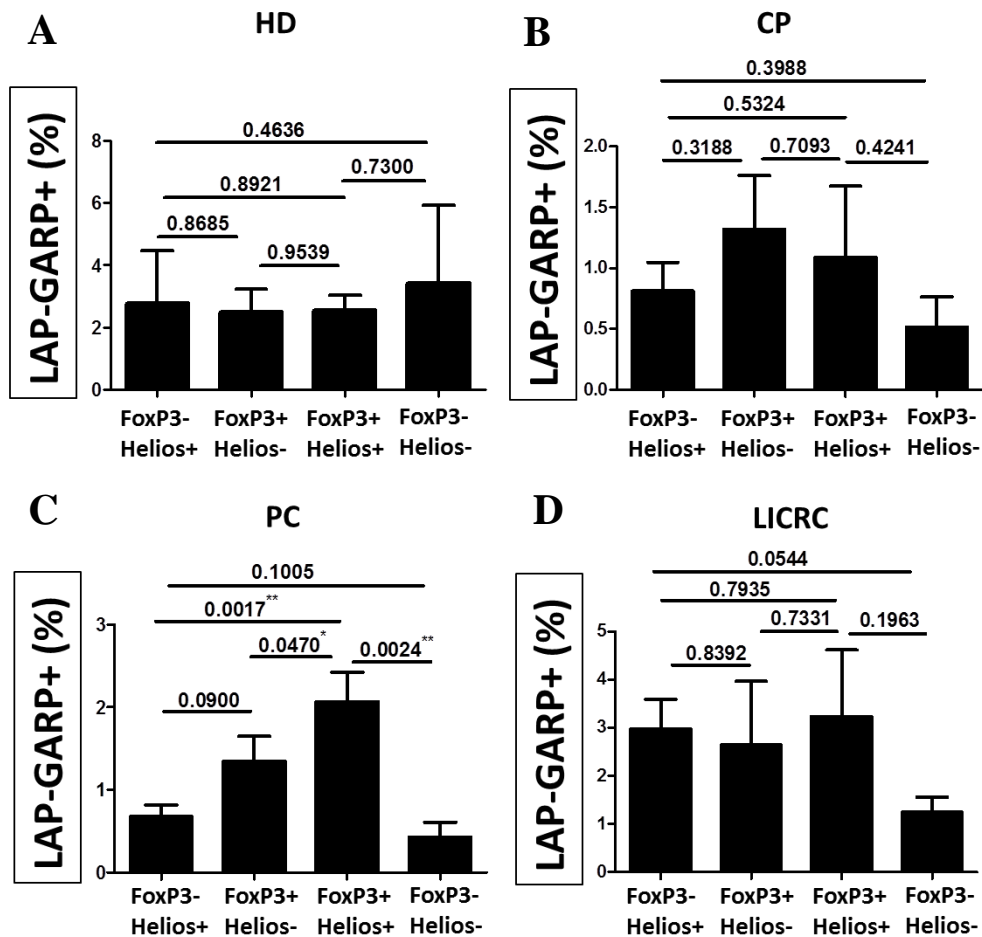 A
HD
LAP-GARP+ (%)
8
6
4
2
0
0.4636
0.7300
0.8921
0.8685
0.9539
FoxP3- FoxP3+ FoxP3+ FoxP3-
Helios+ Helios- Helios+ Helios-
B
CP
LAP-GARP+ (%)
2.0
1.5
1.0
0.5
0.0
0.3988
0.5324
0.3188 0.7093 0.4241
FoxP3- FoxP3+ FoxP3+ FoxP3-
Helios+ Helios- Helios+ Helios-
C
PC
LAP-GARP+ (%)
3
2
1
0
0.1005
0.0017**
0.0470* 0.0024**
0.0900
FoxP3- FoxP3+ FoxP3+ FoxP3-
Helios+ Helios- Helios+ Helios-
D
LICRC
LAP-GARP+ (%)
5
4
3
2
1
0
0.0544
0.7935
0.7331 0.1963
0.8392
FoxP3- FoxP3+ FoxP3+ FoxP3-
Helios+ Helios- Helios+ Helios-